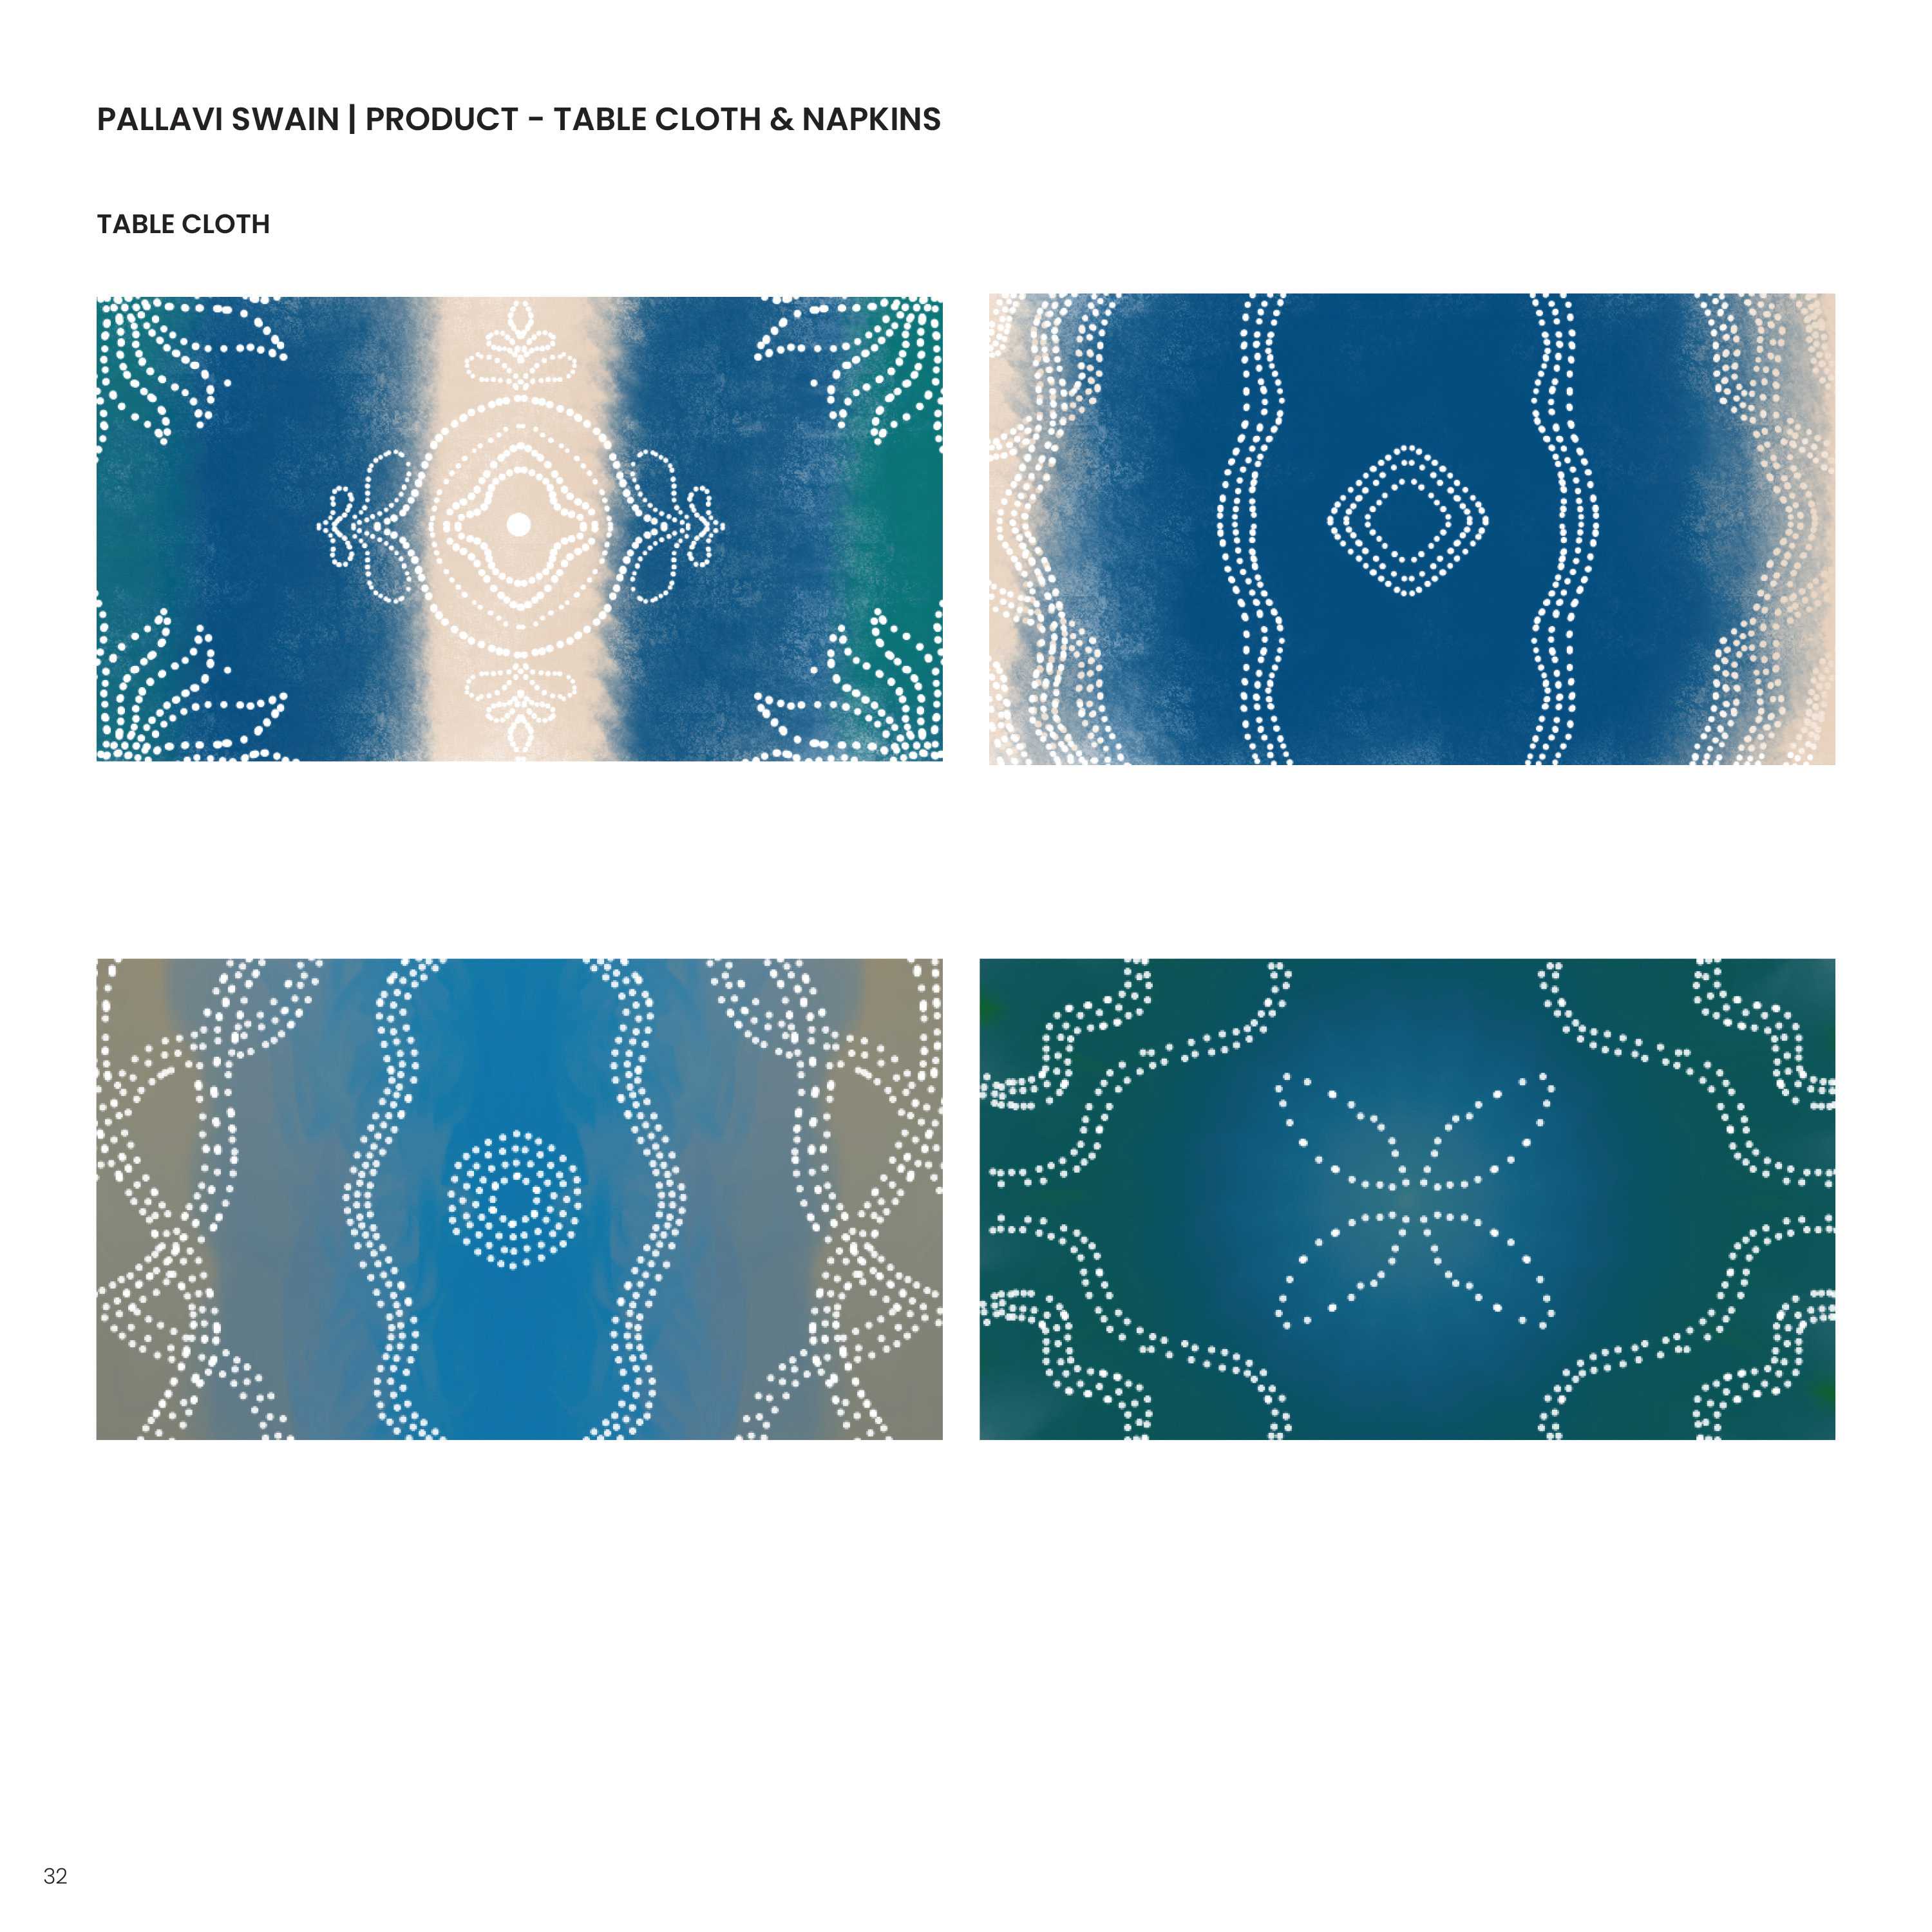 PALLAVI SWAIN | PRODUCT - TABLE CLOTH & NAPKINS
TABLE CLOTH
32